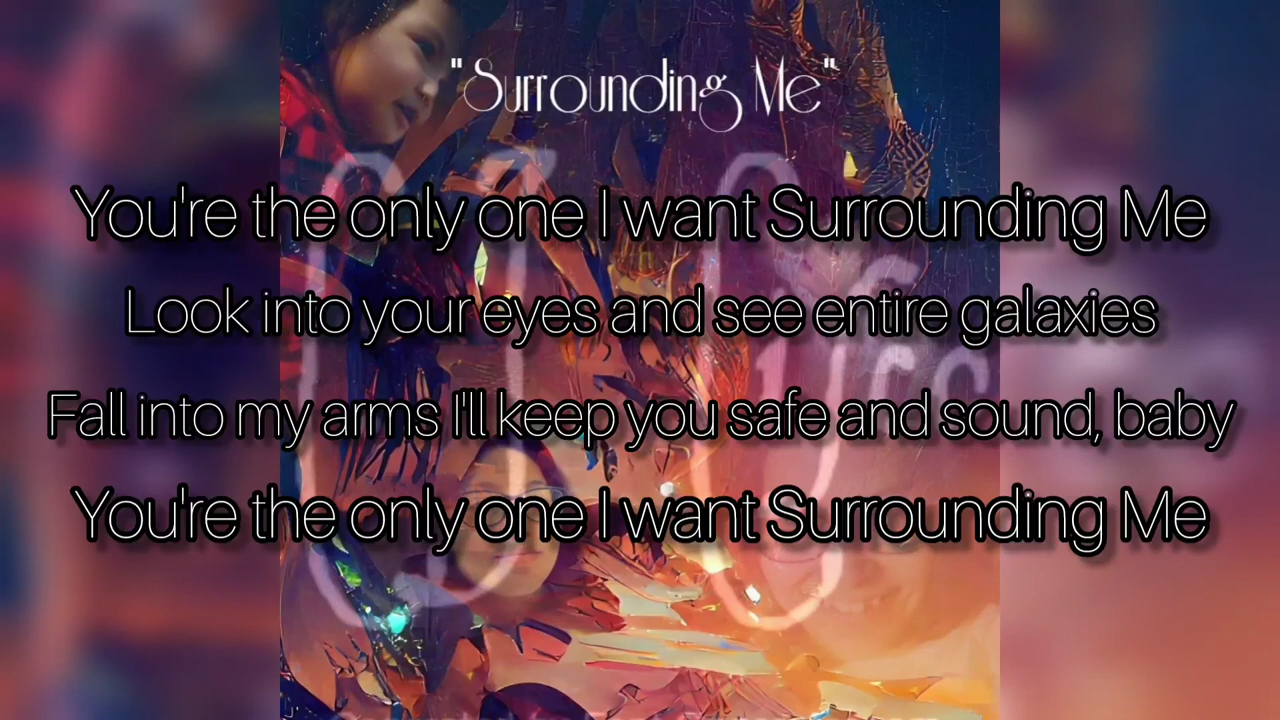 "Surrounding Me"
You're the only one I want Surrounding Me
Look into your eyes and see entire galaxies
Fall into my arms I'll keep you safe and sound, baby
You're the only one I want Surrounding Me